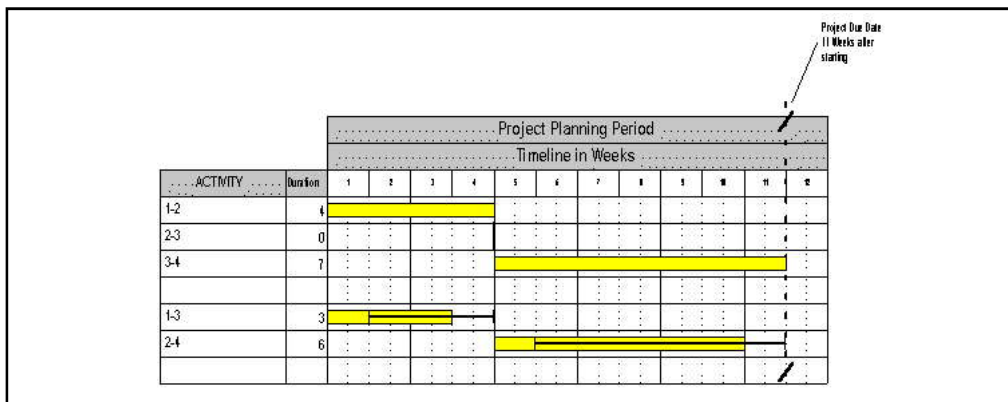 Project Due Date
11 Weeks after
starting
Project Planning Period
Timeline in Weeks
ACTIVITY Duration 1 2 3 4 5 6 7 8 9 10 11 12
1-2 4
2-3 0
3-4 7
1-3 3
2-4 6